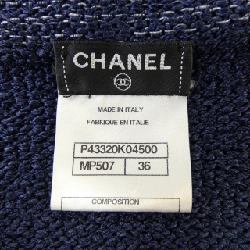 CHANEL
MADE IN ITALY
FABRIQUE EN ITALIE
P43320K04500
MP507 36
COMPOSITION